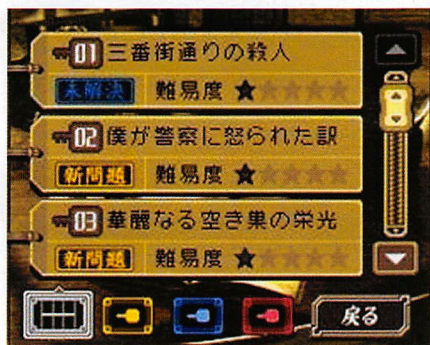 01 三番街通りの殺人
未解決 難易度 ★★★★★
02 僕が警察に怒られた訳
新問題 難易度 ★★★★★
03 華麗なる空き巣の栄光
新問題 難易度 ★★★★★
戻る